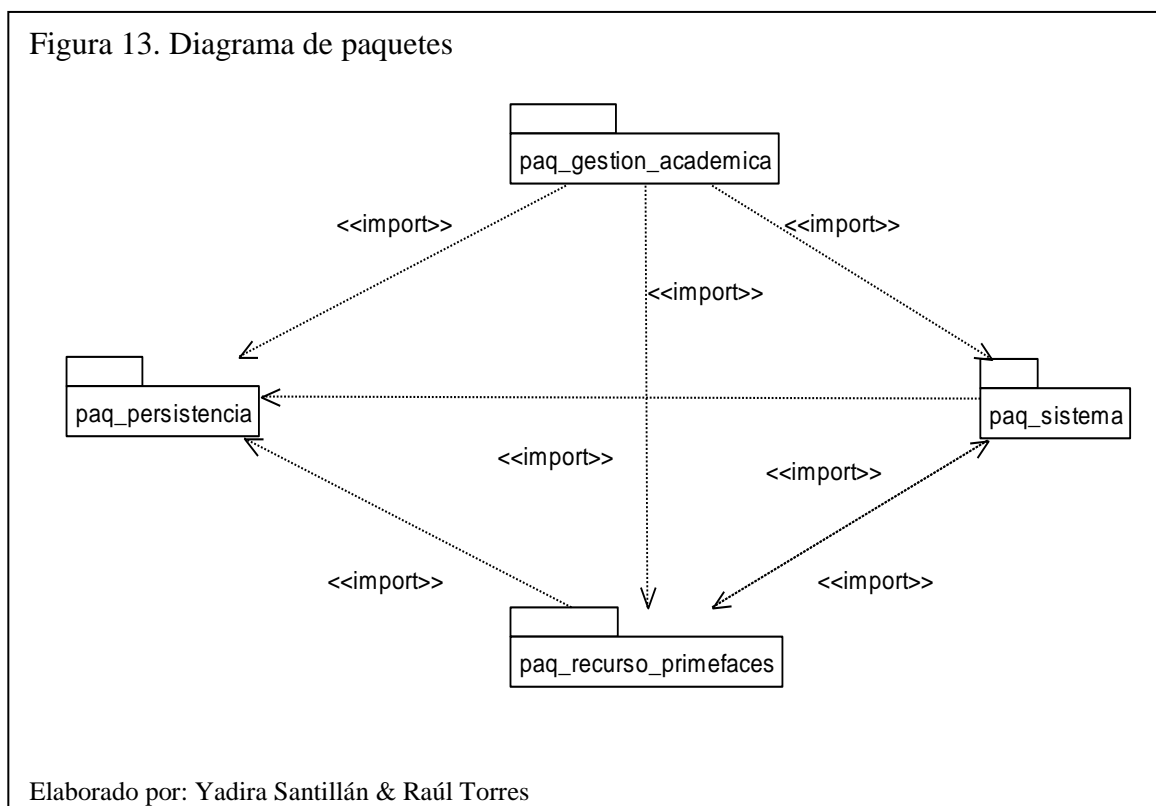 Figura 13. Diagrama de paquetes
paq_gestion_academica
<<import>>
<<import>>
<<import>>
paq_persistencia
paq_sistema
<<import>>
<<import>>
<<import>>
<<import>>
paq_recurso_primefaces
Elaborado por: Yadira Santillán & Raúl Torres